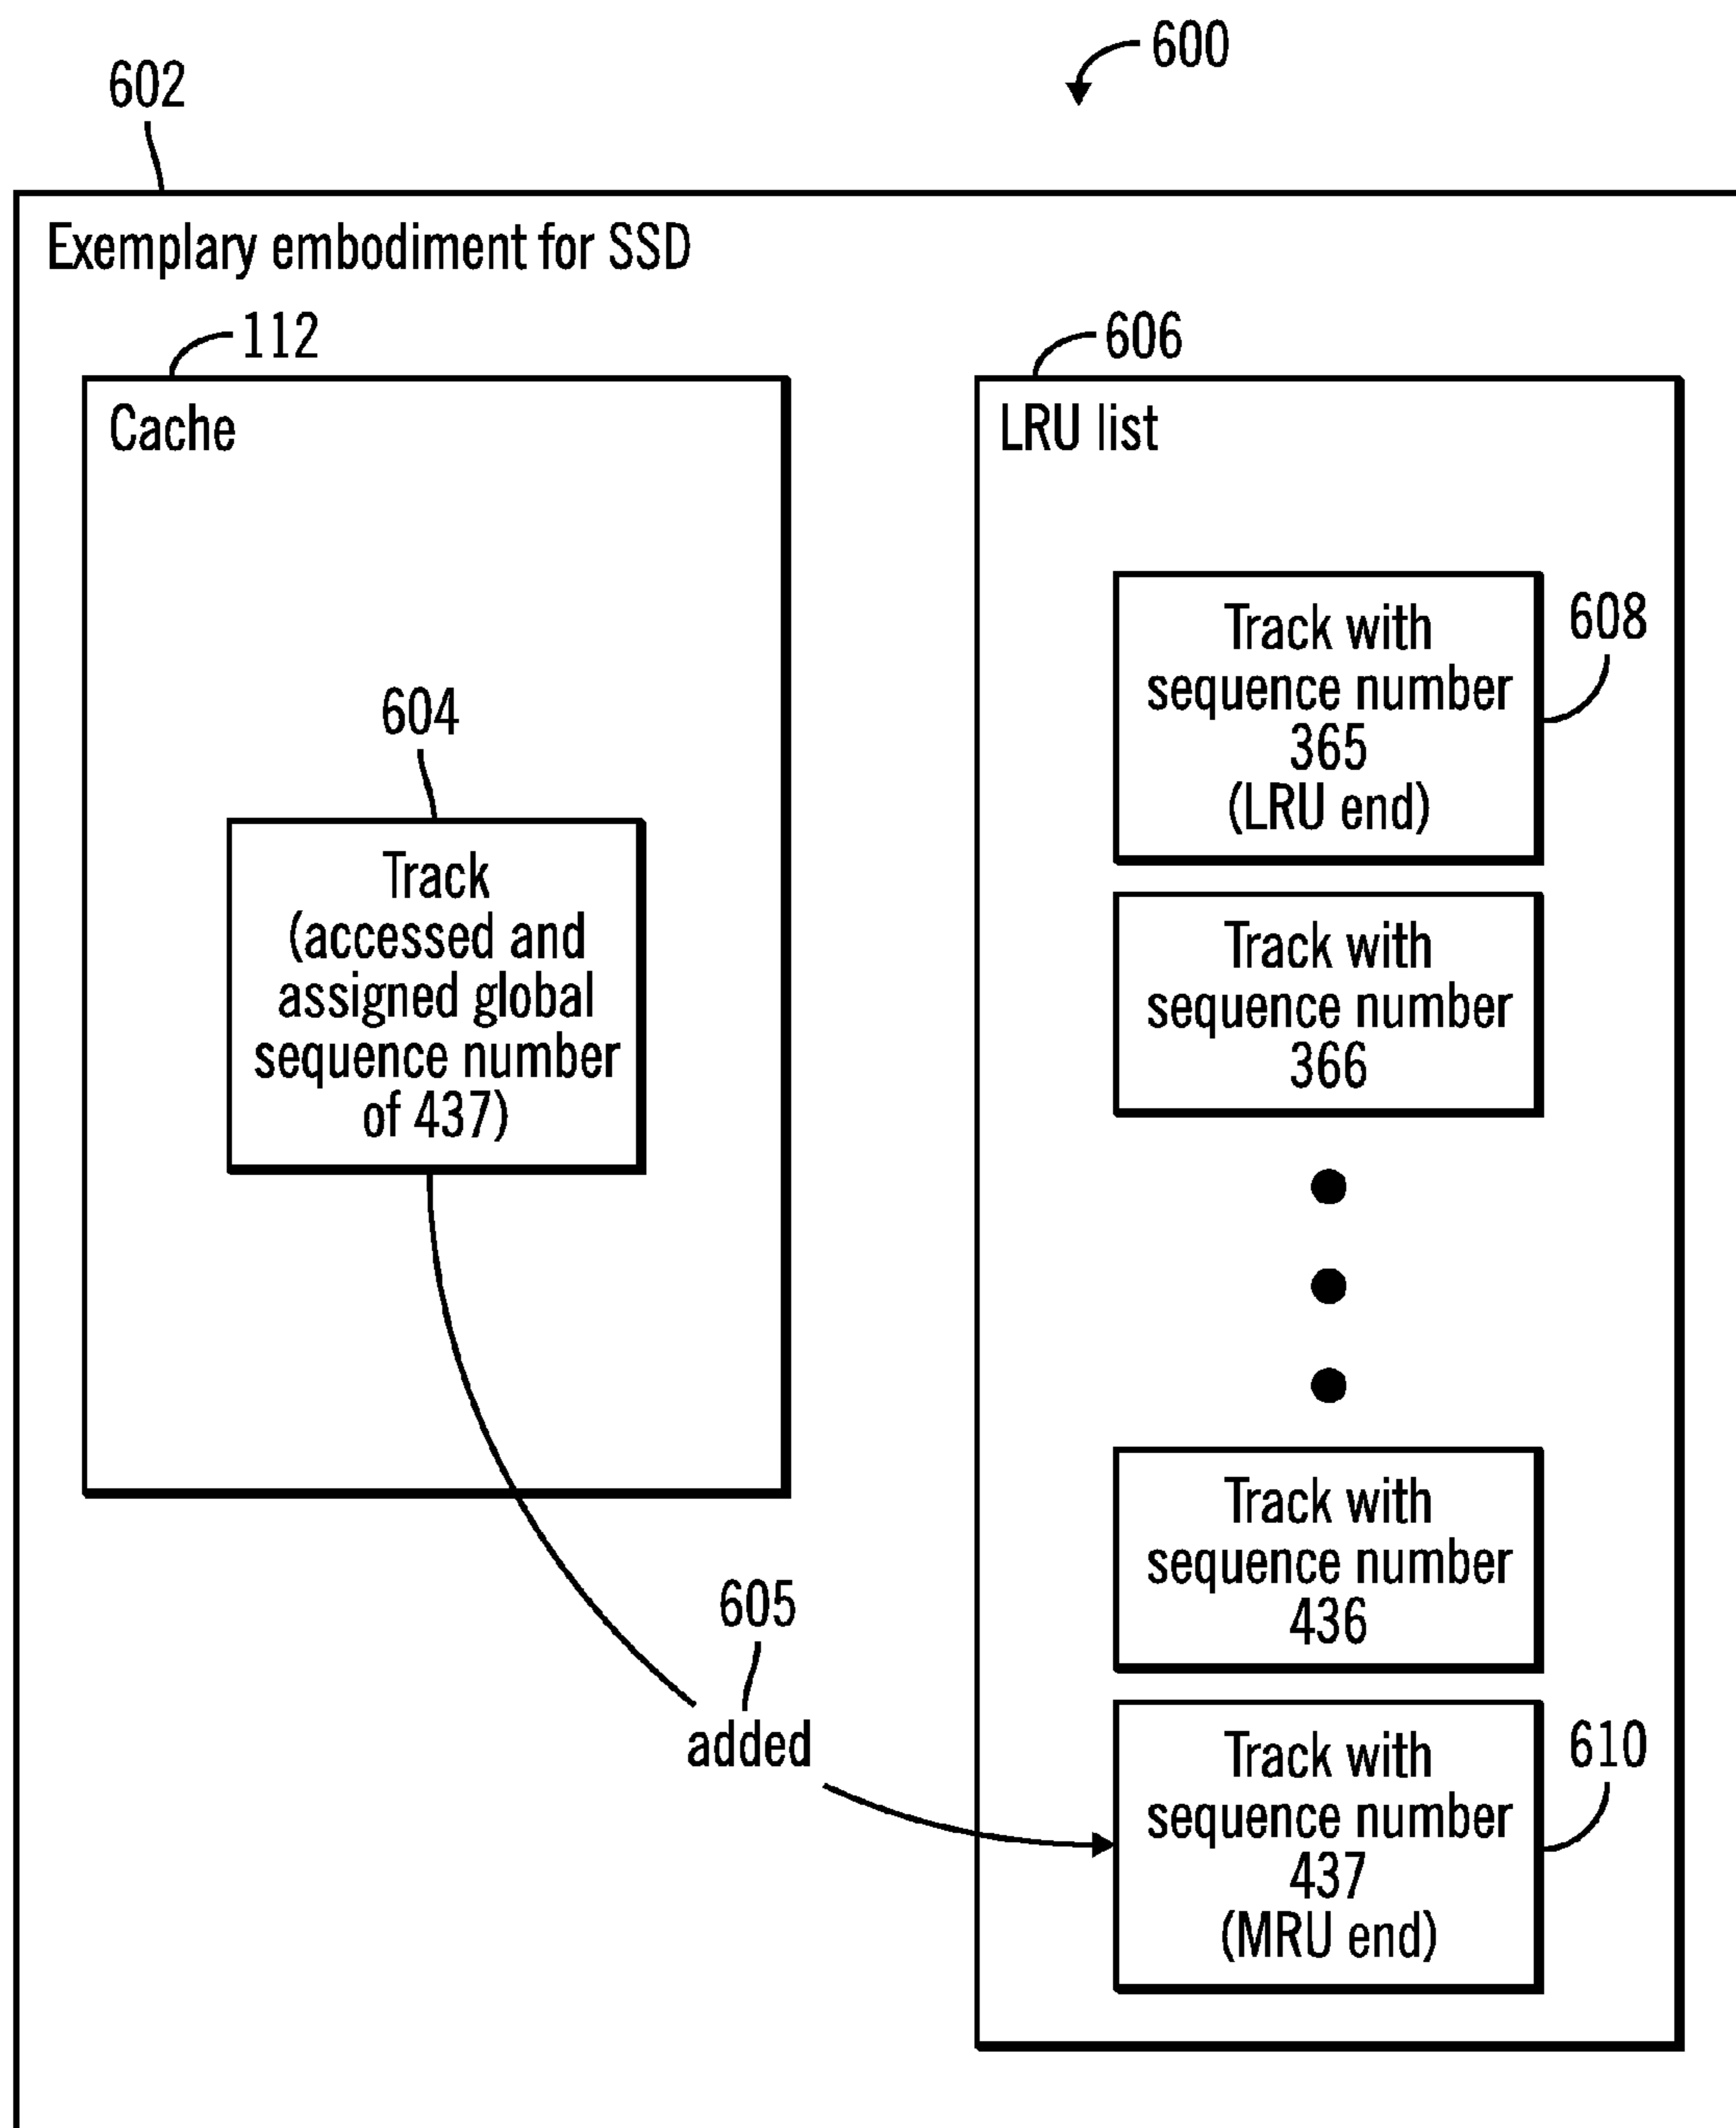 600
602
Exemplary embodiment for SSD
112
Cache
604
Track
(accessed and
assigned global
sequence number
of 437)
605
added
606
LRU list
Track with
sequence number
365
(LRU end)
608
Track with
sequence number
366
Track with
sequence number
436
Track with
sequence number
437
(MRU end)
610